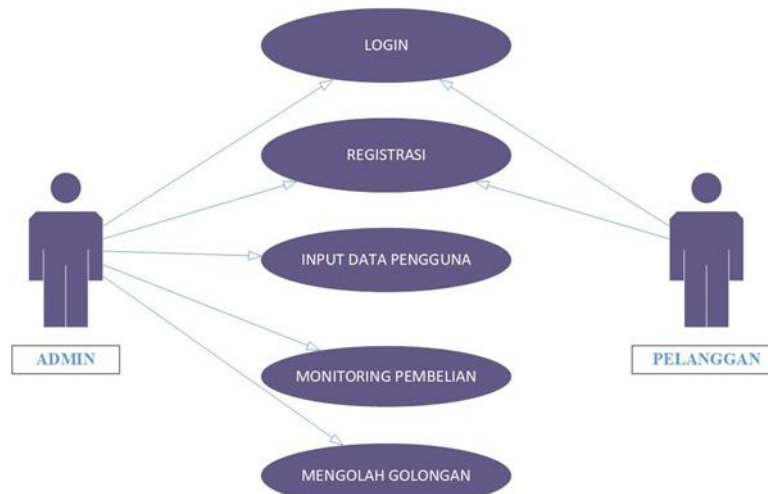 LOGIN
REGISTRASI
INPUT DATA PENGGUNA
ADMIN
PELANGGAN
MONITORING PEMBELIAN
MENGOLAH GOLONGAN